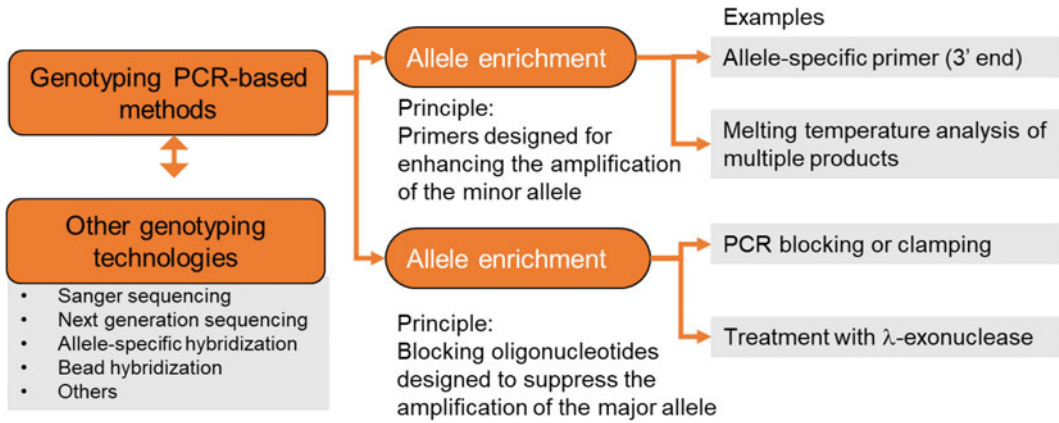 Genotyping PCR-based
methods
Other genotyping
technologies
• Sanger sequencing
• Next generation sequencing
• Allele-specific hybridization
• Bead hybridization
• Others
Allele enrichment
Principle:
Primers designed for
enhancing the amplification
of the minor allele
Examples
Allele-specific primer (3’ end)
Melting temperature analysis of
multiple products
Allele enrichment
Principle:
Blocking oligonucleotides
designed to suppress the
amplification of the major allele
PCR blocking or clamping
Treatment with λ-exonuclease